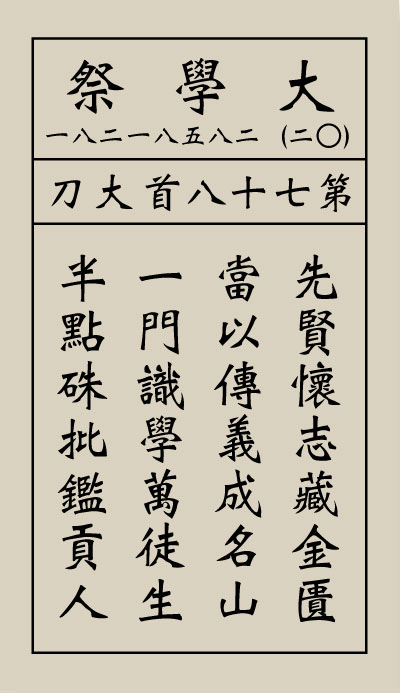 大學祭
(〇二) 二八五八一二八一
第七十八首大刀
先賢懷志藏金匱
當以傳義成名山
一門識學萬徒生
半點硃批鑑貢人